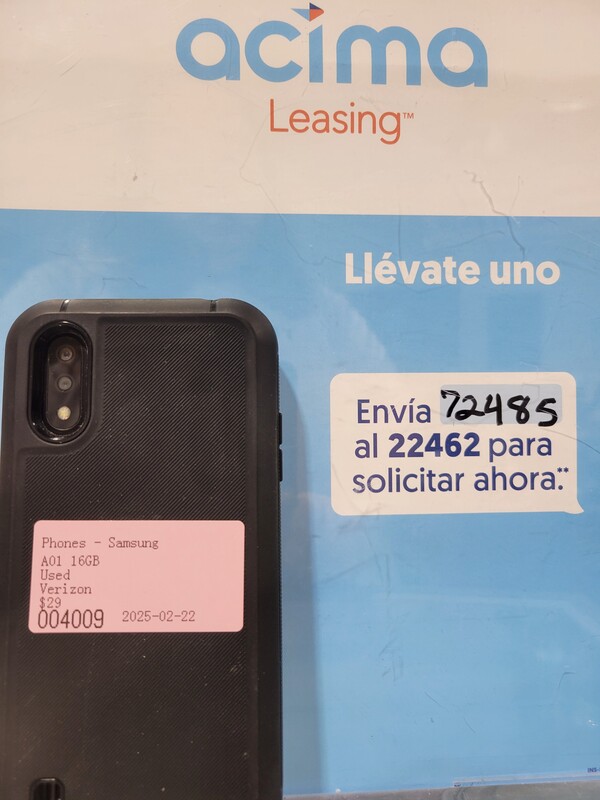 acima
Leasing™
Llévate uno
Envía 72485
al 22462 para
solicitar ahora:**
Phones - Samsung
A01 16GB
Used
Verizon
$29
004009 2025-02-22